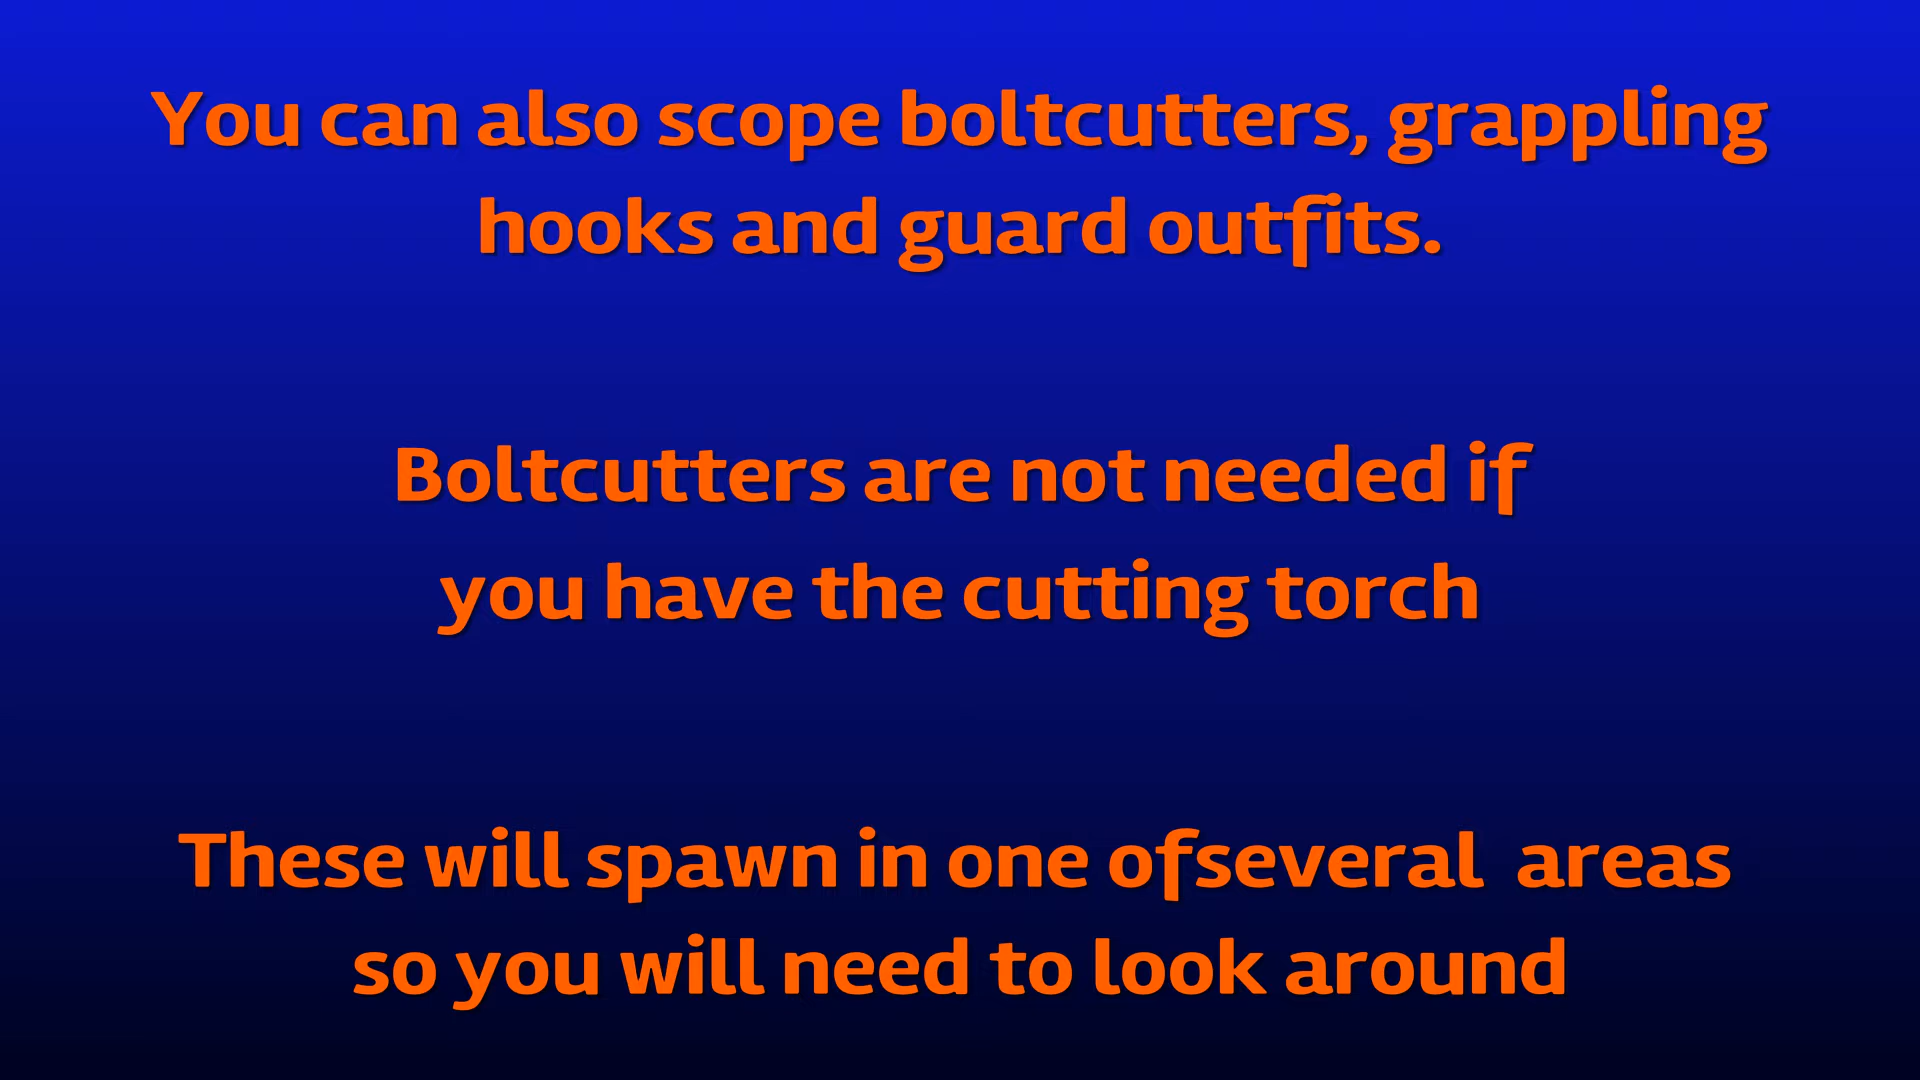 You can also scope boltcutters, grappling
hooks and guard outfits.
Boltcutters are not needed if
you have the cutting torch
These will spawn in one ofseveral  areas
so you will need to look around